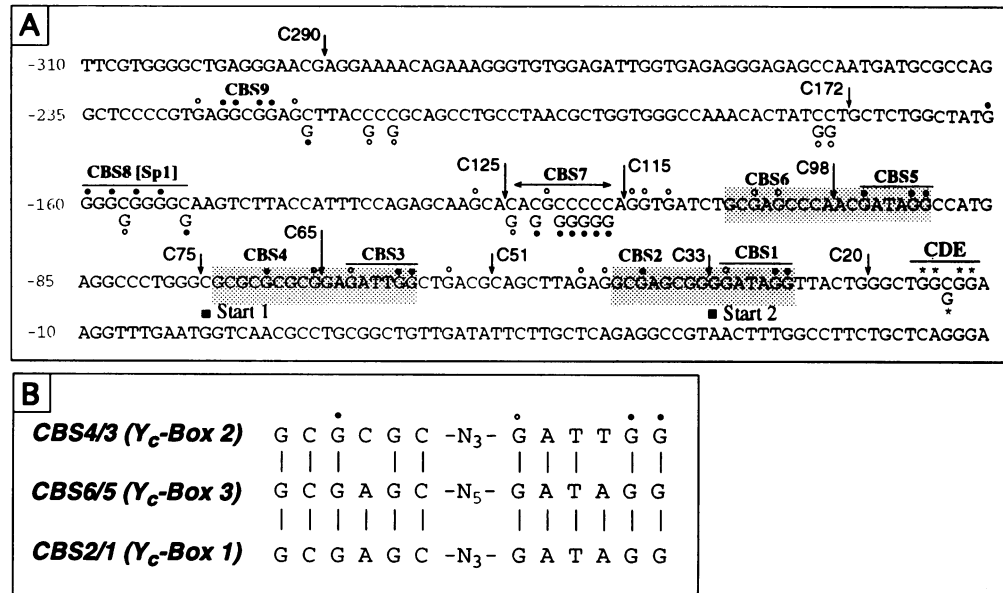 A
C290
-310 TTCGTGGGGCTGAGGGAACGAGGAAAACAGAAAGGGTGTGGAGATTGGTGAGAGGGAGAGCCAATGATGCGCCAG
CBS9 C172
-235 GCTCCCCGTGAGGCGGAGCTTACCCCGCAGCCTGCCTAACGCTGGTGGGCCAAACACTATCCTGCTCTGGCTATG
G G G GG
CBS8 [Sp1] C125 CBS7 C115 CBS6 C98 CBS5
-160 GGGCGGGGCAAGTCTTACCATTTCCAGAGCAAGCACACGCCCCCAGGTGATCTGCGAGCCCAACGATAGGCCATG
G G G G GGGGG
C75 CBS4 C65 CBS3 C51 CBS2 C33 CBS1 C20 CDE
-85 AGGCCCTGGGCGCGCGCGCGGAGATTGGCTGACGCAGCTTAGAGGCGAGCGGGGATAGGTTACTGGGCTGGCGGA
G
Start 1 Start 2
-10 AGGTTTGAATGGTCAACGCCTGCGGCTGTTGATATTCTTGCTCAGAGGCCGTAACTTTGGCCTTCTGCTCAGGGA
B
CBS4/3 (Yc-Box 2) G C G C G C -N3- G A T T G G
CBS6/5 (Yc-Box 3) G C G A G C -N5- G A T A G G
CBS2/1 (Yc-Box 1) G C G A G C -N3- G A T A G G